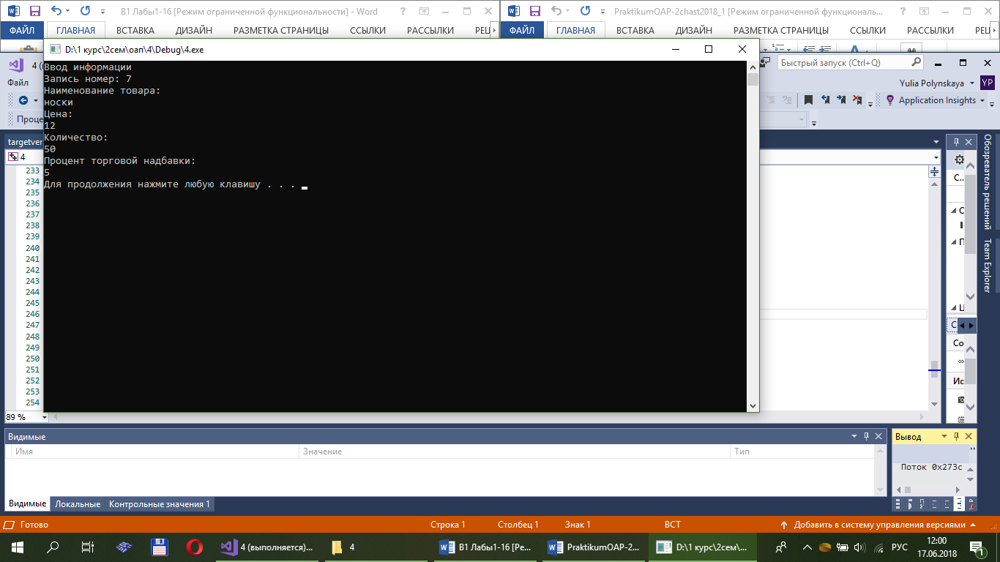 В1 Лабы1-16 [Режим ограниченной функциональности] - Word
PraktikumOAP-2chast2018_1 [Режим ограниченной функциональ...
ФАЙЛ ГЛАВНАЯ ВСТАВКА ДИЗАЙН РАЗМЕТКА СТРАНИЦЫ ССЫЛКИ РАССЫЛКИ РЕЦ
ФАЙЛ ГЛАВНАЯ ВСТАВКА ДИЗАЙН РАЗМЕТКА СТРАНИЦЫ ССЫЛКИ РАССЫЛКИ РЕЦ
D:\1 курс\2сем\оап\4\Debug\4.exe
Ввод информации
Запись номер: 7
Наименование товара:
носки
Цена:
12
Количество:
50
Процент торговой надбавки:
5
Для продолжения нажмите любую клавишу . . .
4 (
Быстрый запуск (Ctrl+Q)
Файл
Yulia Polynskaya YP
Application Insights
Проце
targetver
4
233
234
235
236
237
238
239
240
241
242
243
244
245
246
247
248
249
250
251
252
253
254
89 %
С...
С
П
Ц
С
Со
Ис
Обозреватель решений
Team Explorer
Видимые
Имя Значение Тип
Видимые Локальные Контрольные значения 1
Вывод
Поток 0x273c
Готово Строка 1 Столбец 1 Знак 1 ВСТ Добавить в систему управления версиями
4 (выполняется)... 4 В1 Лабы1-16 [Ре... PraktikumOAP-2... D:\1 курс\2сем\... РУС
12:00
17.06.2018
1